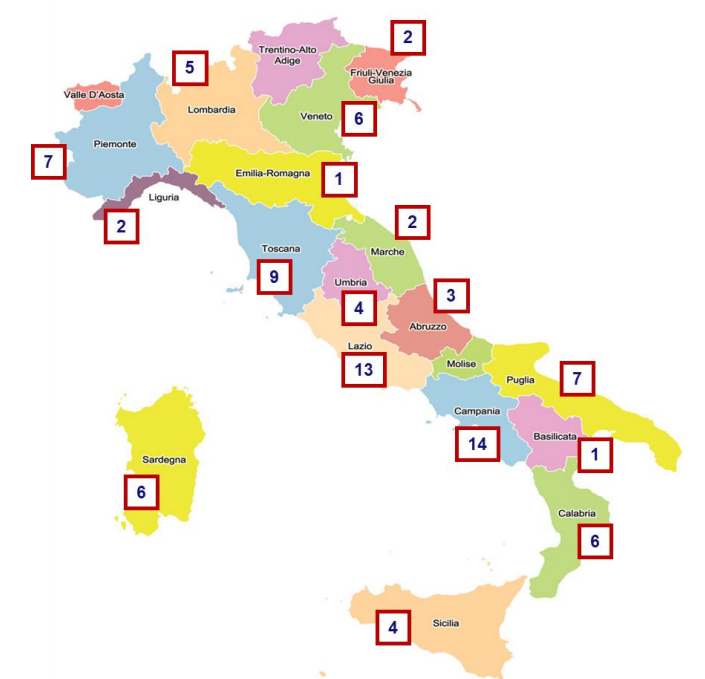 2
Trentino-Alto
Adige
5
Friuli-Venezia
Giulia
Valle D'Aosta
Lombardia
Veneto
6
Piemonte
7
Emilia-Romagna
1
Liguria
2
2
Toscana
Marche
9
Umbria
4
3
Abruzzo
Lazio
13
Molise
Puglia
7
Campania
14
Basilicata
1
Sardegna
6
Calabria
6
Sicilia
4